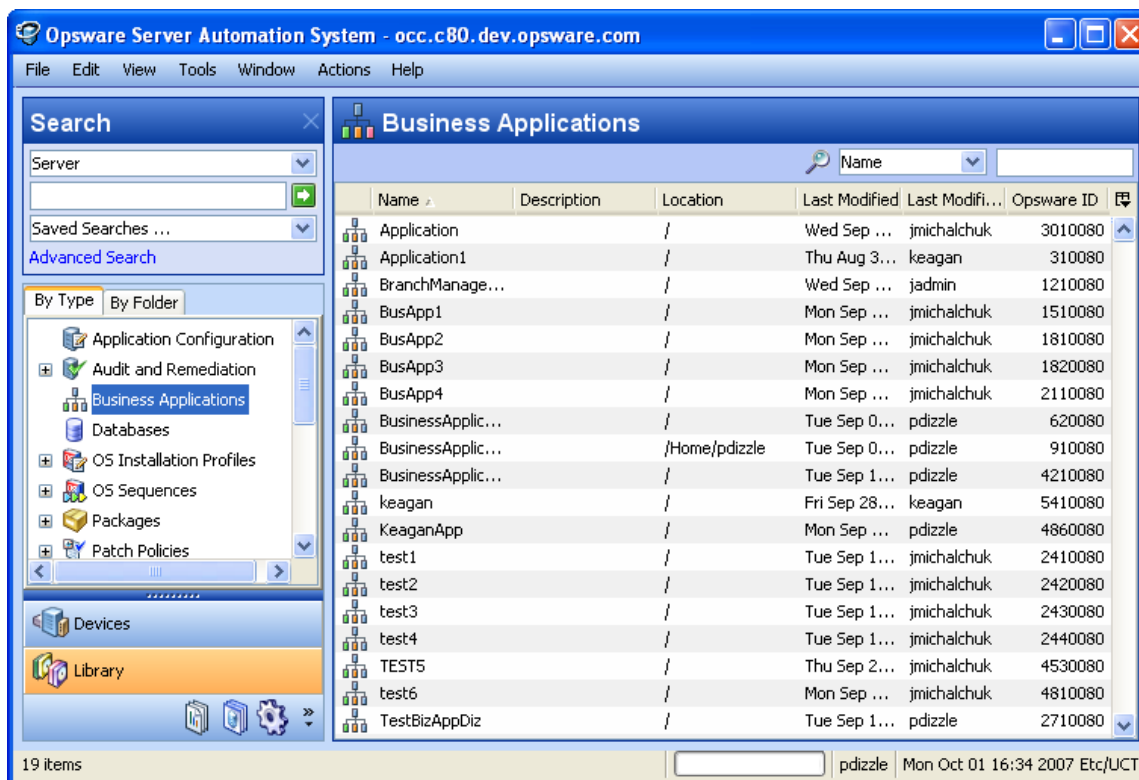 Opsware Server Automation System - occ.c80.dev.opsware.com
File Edit View Tools Window Actions Help
Search
Server
Saved Searches ...
Advanced Search
By Type By Folder
Application Configuration
Audit and Remediation
Business Applications
Databases
OS Installation Profiles
OS Sequences
Packages
Patch Policies
Devices
Library
Business Applications
Name
Name Description Location Last Modified Last Modifi... Opsware ID
Application / Wed Sep ... jmichalchuk 3010080
Application1 / Thu Aug 3... keagan 310080
BranchManage... / Wed Sep ... jadmin 1210080
BusApp1 / Mon Sep ... jmichalchuk 1510080
BusApp2 / Mon Sep ... jmichalchuk 1810080
BusApp3 / Mon Sep ... jmichalchuk 1820080
BusApp4 / Mon Sep ... jmichalchuk 2110080
BusinessApplic... / Tue Sep 0... pdizzle 620080
BusinessApplic... /Home/pdizzle Tue Sep 0... pdizzle 910080
BusinessApplic... / Tue Sep 1... pdizzle 4210080
keagan / Fri Sep 28... keagan 5410080
KeaganApp / Mon Sep ... pdizzle 4860080
test1 / Tue Sep 1... jmichalchuk 2410080
test2 / Tue Sep 1... jmichalchuk 2420080
test3 / Tue Sep 1... jmichalchuk 2430080
test4 / Tue Sep 1... jmichalchuk 2440080
TEST5 / Thu Sep 2... jmichalchuk 4530080
test6 / Mon Sep ... jmichalchuk 4810080
TestBizAppDiz / Tue Sep 1... pdizzle 2710080
19 items
pdizzle Mon Oct 01 16:34 2007 Etc/UCT